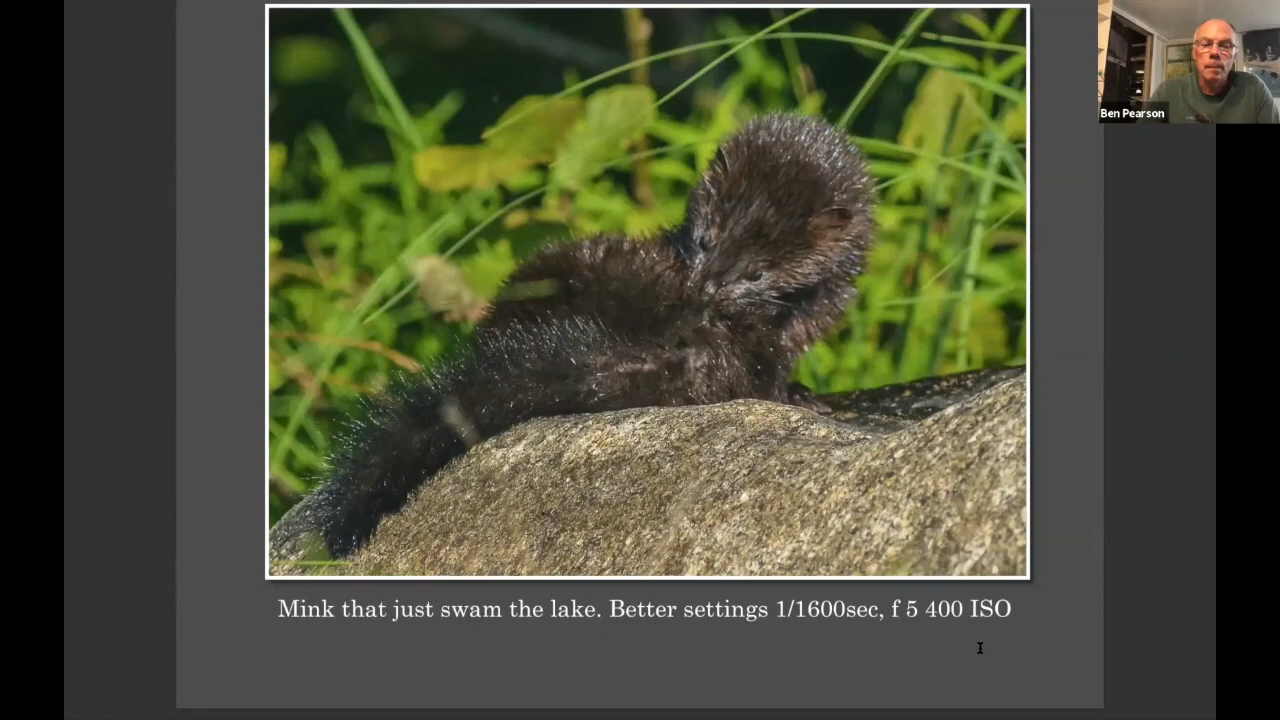 Ben Pearson
Mink that just swam the lake. Better settings 1/1600sec, f 5 400 ISO